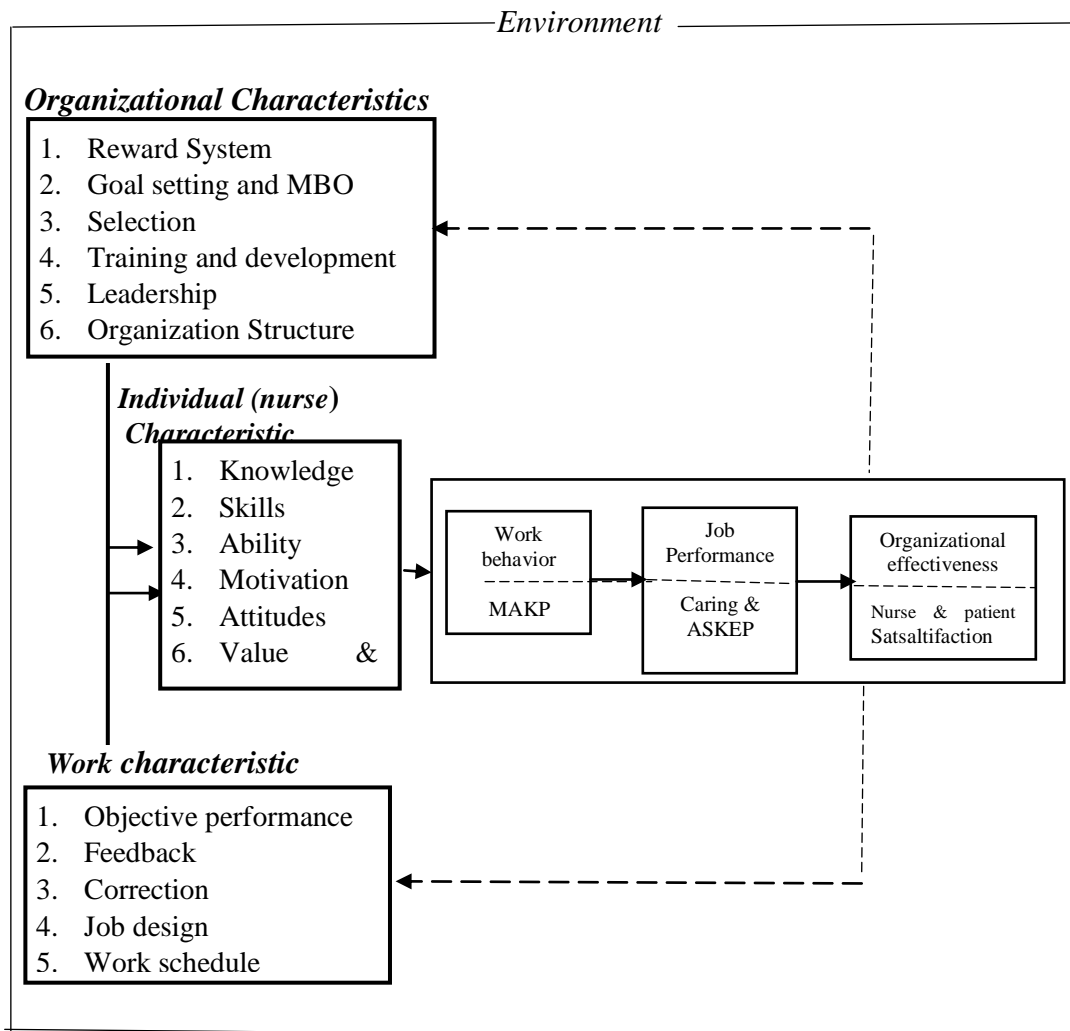 Environment
Organizational Characteristics
1. Reward System
2. Goal setting and MBO
3. Selection
4. Training and development
5. Leadership
6. Organization Structure
Individual (nurse)
Characteristic
1. Knowledge
2. Skills
3. Ability
4. Motivation
5. Attitudes
6. Value &
Work
behavior
MAKP
Job
Performance
Caring &
ASKEP
Organizational
effectiveness
Nurse & patient
Satsaltifaction
Work characteristic
1. Objective performance
2. Feedback
3. Correction
4. Job design
5. Work schedule